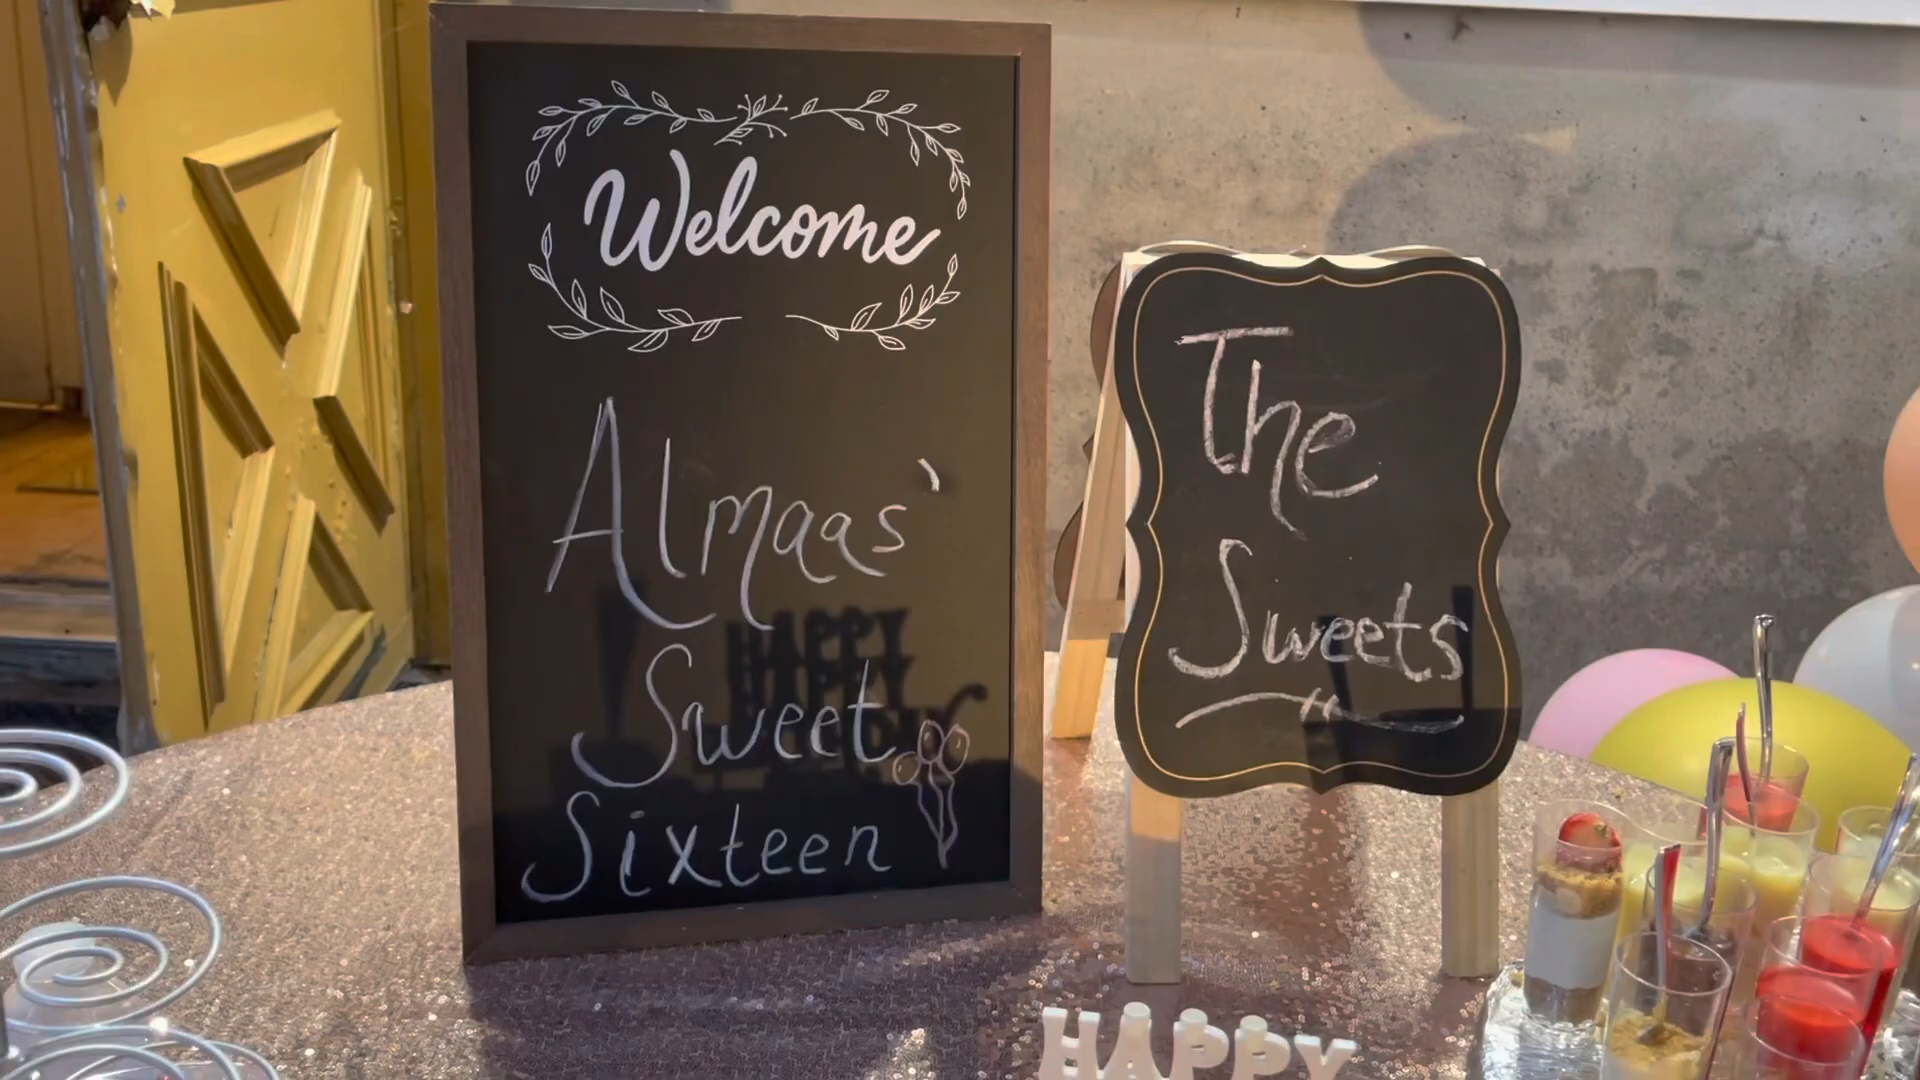 Welcome
Almaas'
Sweet
Sixteen
The
Sweets
HAPPY